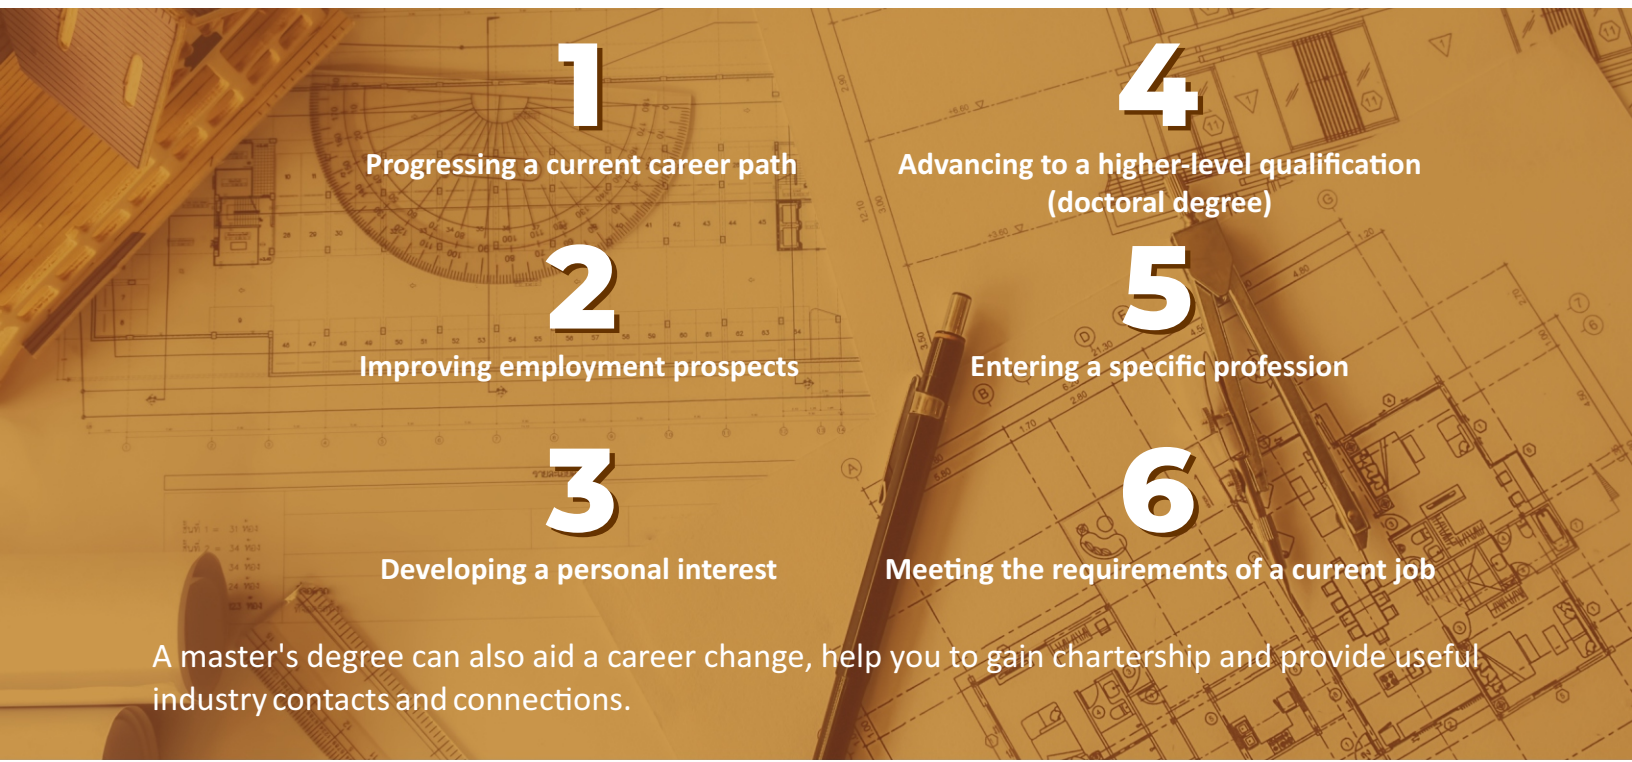 1
Progressing a current career path
2
Improving employment prospects
3
Developing a personal interest
4
Advancing to a higher-level qualification
(doctoral degree)
5
Entering a specific profession
6
Meeting the requirements of a current job
A master's degree can also aid a career change, help you to gain chartership and provide useful
industry contacts and connections.